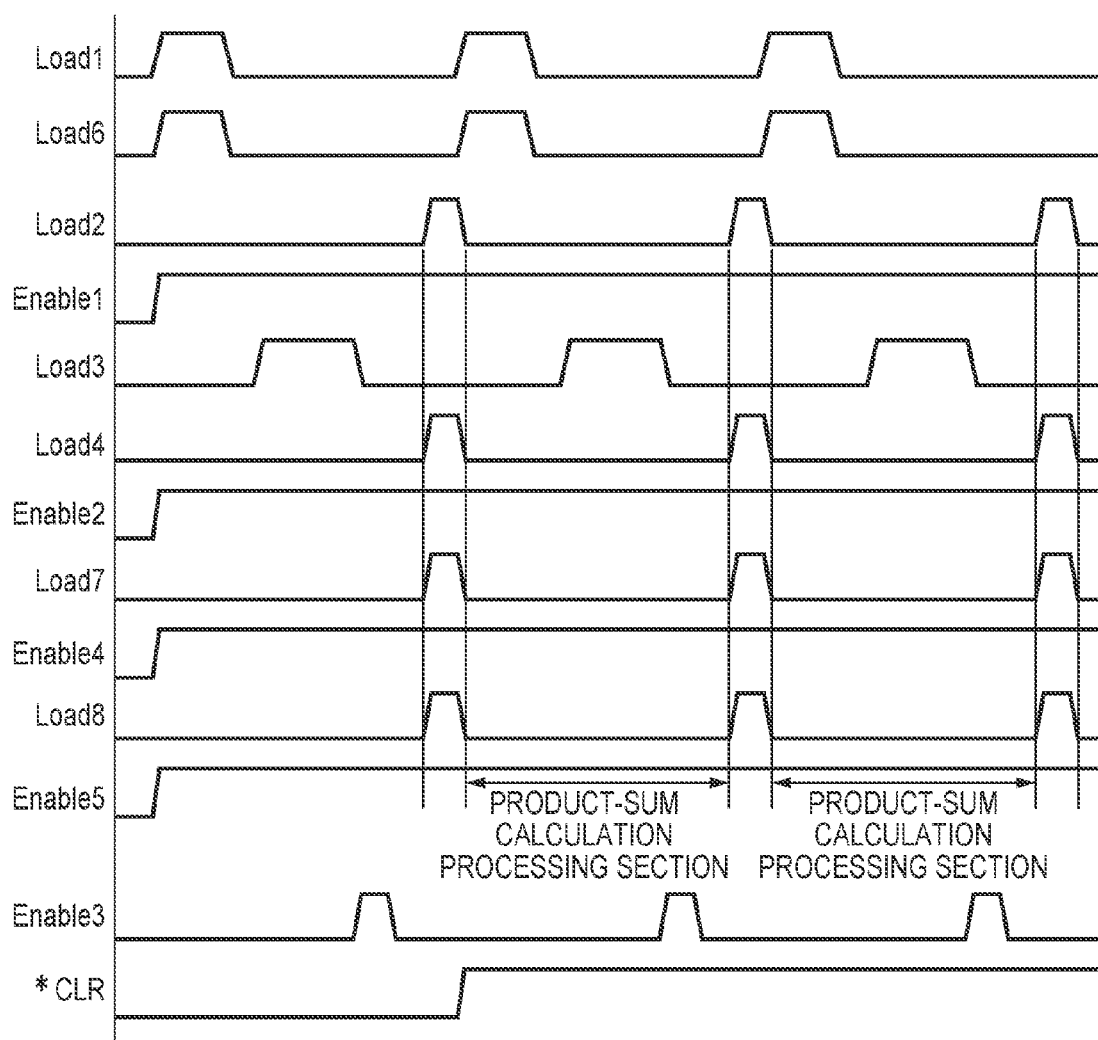 Load1
Load6
Load2
Enable1
Load3
Load4
Enable2
Load7
Enable4
Load8
Enable5
PRODUCT-SUM
CALCULATION
PROCESSING SECTION
PRODUCT-SUM
CALCULATION
PROCESSING SECTION
Enable3
* CLR